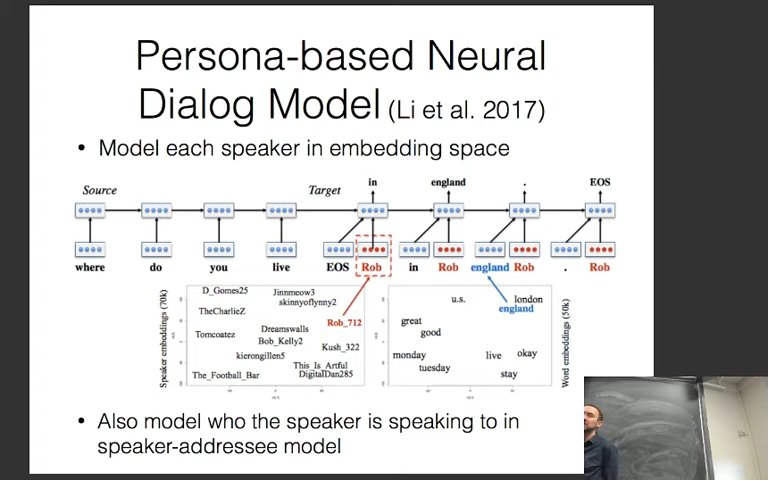 Persona-based Neural
Dialog Model (Li et al. 2017)
• Model each speaker in embedding space
Source
Target
in
england
.
EOS
where
do
you
live
EOS
Rob
in
Rob
england
Rob
.
Rob
Speaker embeddings (70k)
D_Gomes25
Jinnmeow3
skinnyoflynny2
TheCharlieZ
Rob_712
Dreamswalls
Tomcoatez
Bob_Kelly2
Kush_322
kierongillen5
This_Is_Artful
The_Football_Bar
DigitalDan285
u.s.
london
england
great
good
monday
live
okay
tuesday
stay
Word embeddings (50k)
• Also model who the speaker is speaking to in
speaker-addressee model